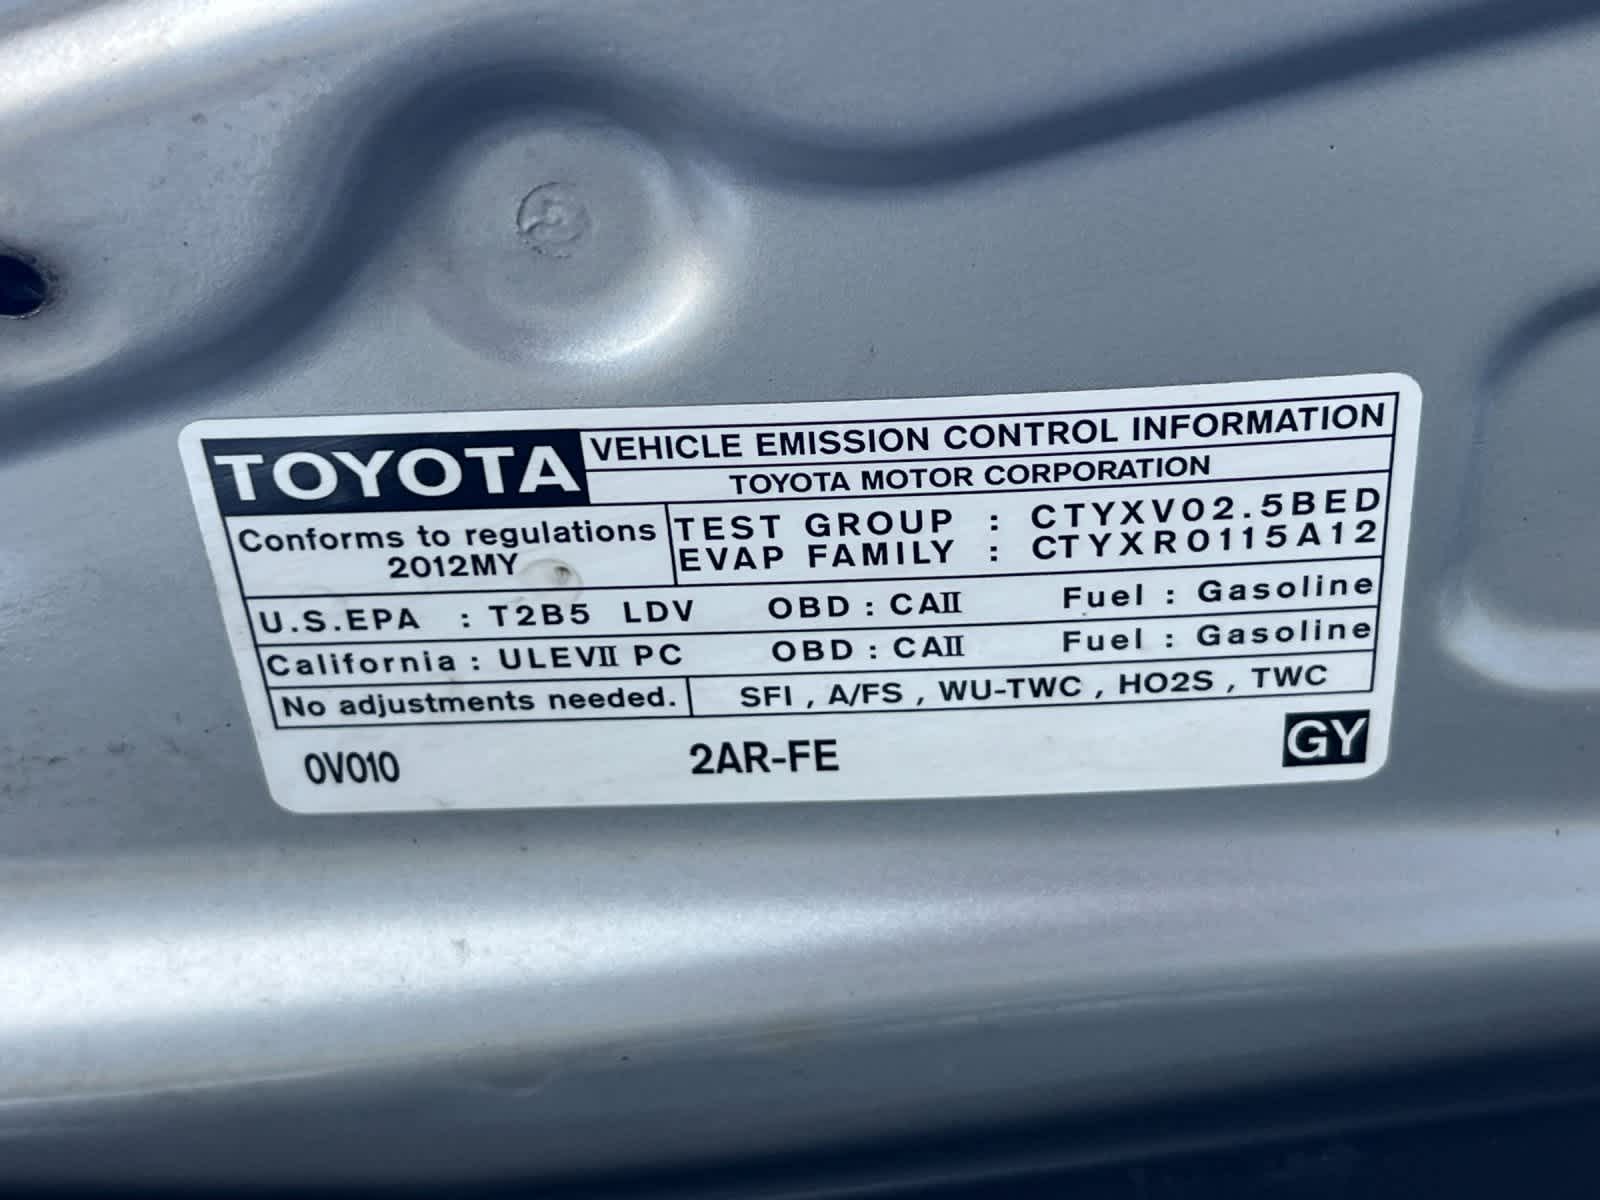 TOYOTA VEHICLE EMISSION CONTROL INFORMATION
TOYOTA MOTOR CORPORATION
Conforms to regulations
2012MY
TEST GROUP : CTYXV02.5BED
EVAP FAMILY : CTYXR0115A12
U.S.EPA : T2B5 LDV OBD : CAII Fuel : Gasoline
California : ULEVII PC OBD : CAII Fuel : Gasoline
No adjustments needed. SFI , A/FS , WU-TWC , HO2S , TWC
0V010 2AR-FE GY